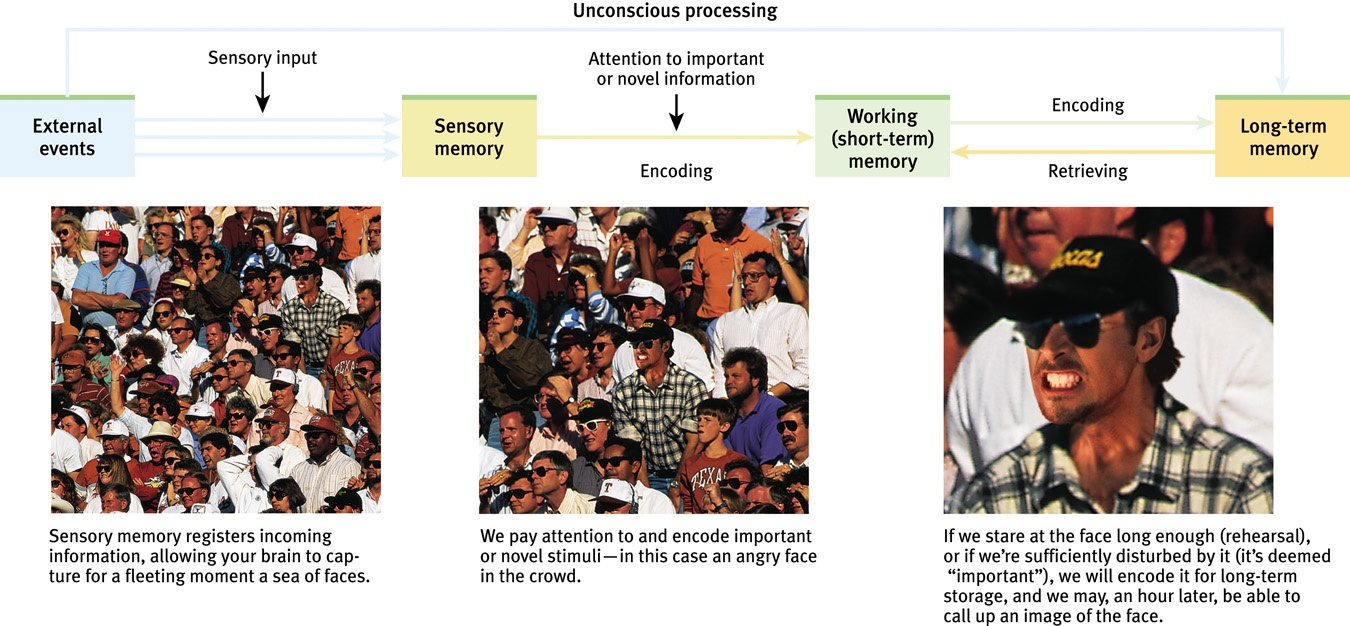 Unconscious processing
Sensory input
Attention to important
or novel information
External
events
Sensory
memory
Encoding
Working
(short-term)
memory
Encoding
Retrieving
Long-term
memory
TEXA
TEXA
exas
Sensory memory registers incoming
information, allowing your brain to cap-
ture for a fleeting moment a sea of faces.
We pay attention to and encode important
or novel stimuli—in this case an angry face
in the crowd.
If we stare at the face long enough (rehearsal),
or if we’re sufficiently disturbed by it (it’s deemed
“important”), we will encode it for long-term
storage, and we may, an hour later, be able to
call up an image of the face.